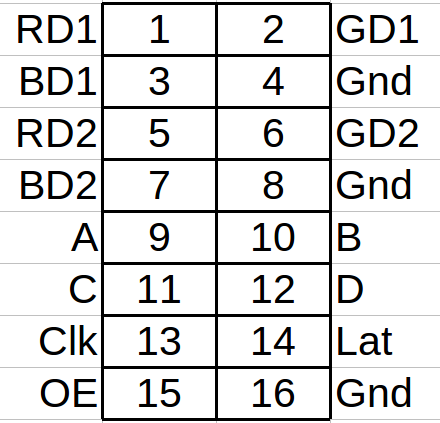 RD1 1 2 GD1
BD1 3 4 Gnd
RD2 5 6 GD2
BD2 7 8 Gnd
A 9 10 B
C 11 12 D
Clk 13 14 Lat
OE 15 16 Gnd